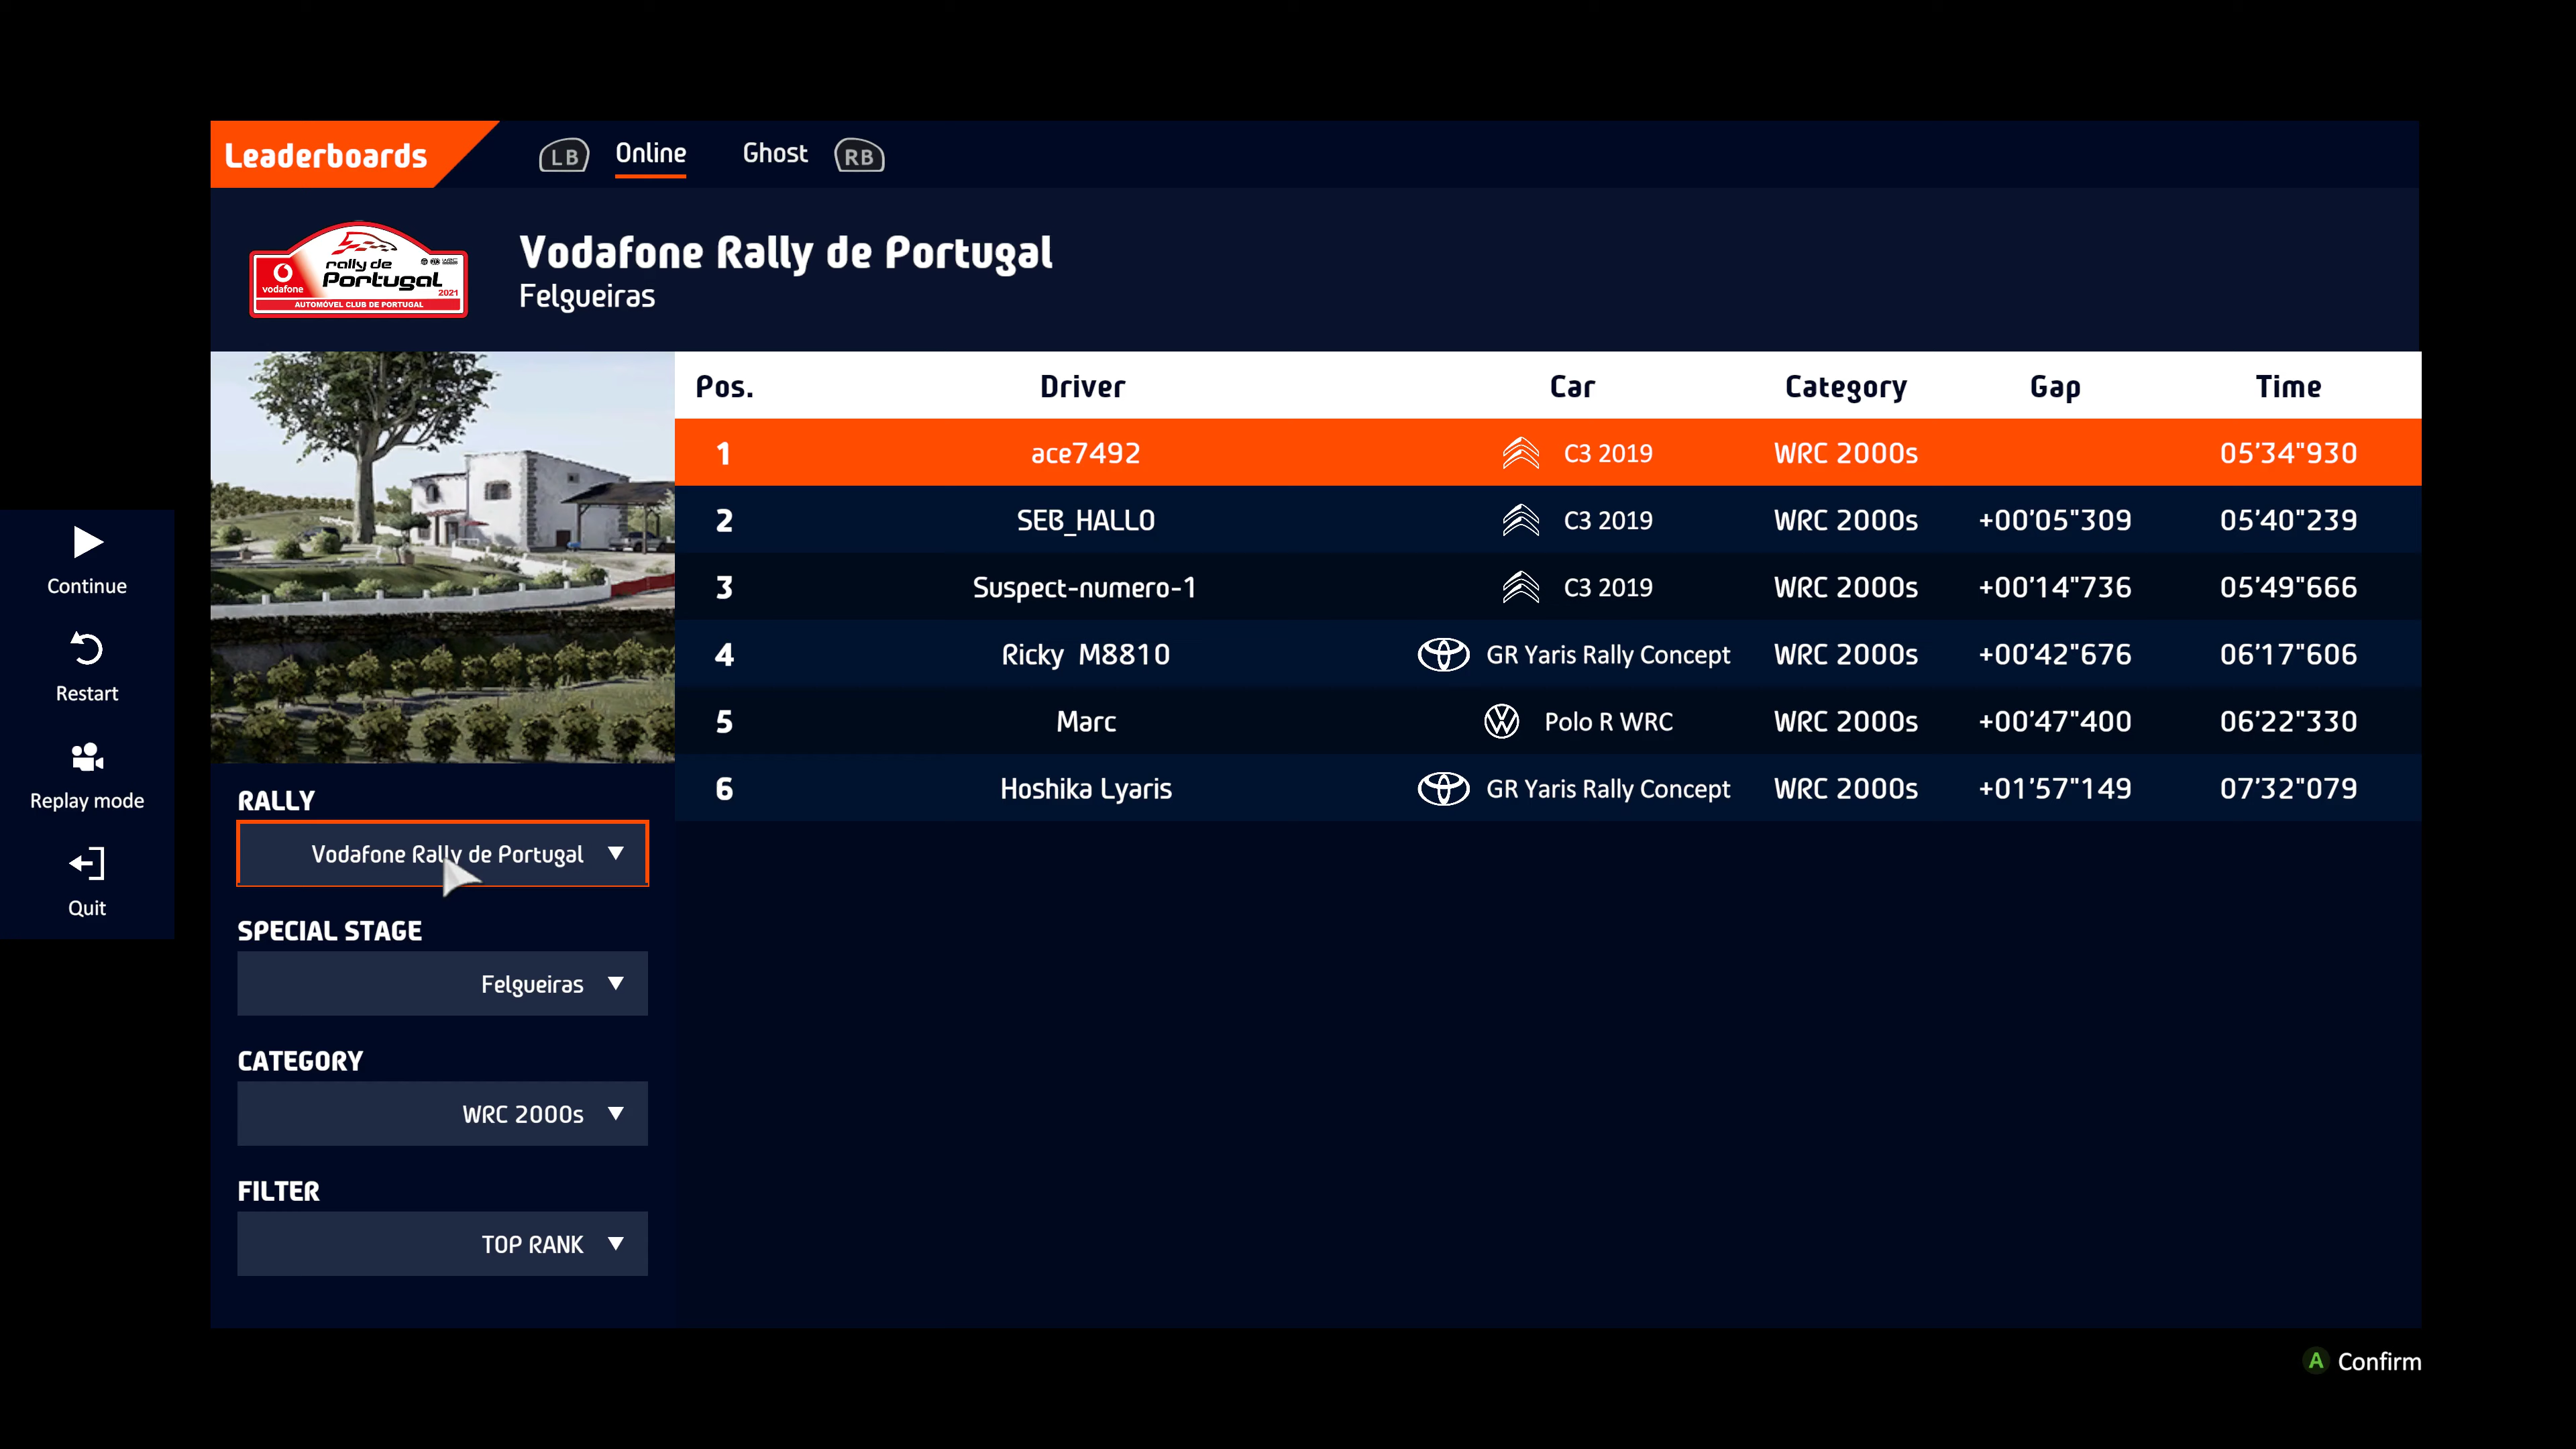 Leaderboards
LB Online Ghost RB
Vodafone Rally de Portugal
Felgueiras
rally de
Portugal
vodafone
2021
AUTOMÓVEL CLUB DE PORTUGAL
Pos. Driver Car Category Gap Time
1 ace7492 C3 2019 WRC 2000s 05'34"930
2 SEB_HALLO C3 2019 WRC 2000s +00'05"309 05'40"239
3 Suspect-numero-1 C3 2019 WRC 2000s +00'14"736 05'49"666
4 Ricky M8810 GR Yaris Rally Concept WRC 2000s +00'42"676 06'17"606
5 Marc Polo R WRC WRC 2000s +00'47"400 06'22"330
6 Hoshika Lyaris GR Yaris Rally Concept WRC 2000s +01'57"149 07'32"079
Continue
Restart
Replay mode
Quit
RALLY
Vodafone Rally de Portugal
SPECIAL STAGE
Felgueiras
CATEGORY
WRC 2000s
FILTER
TOP RANK
A Confirm